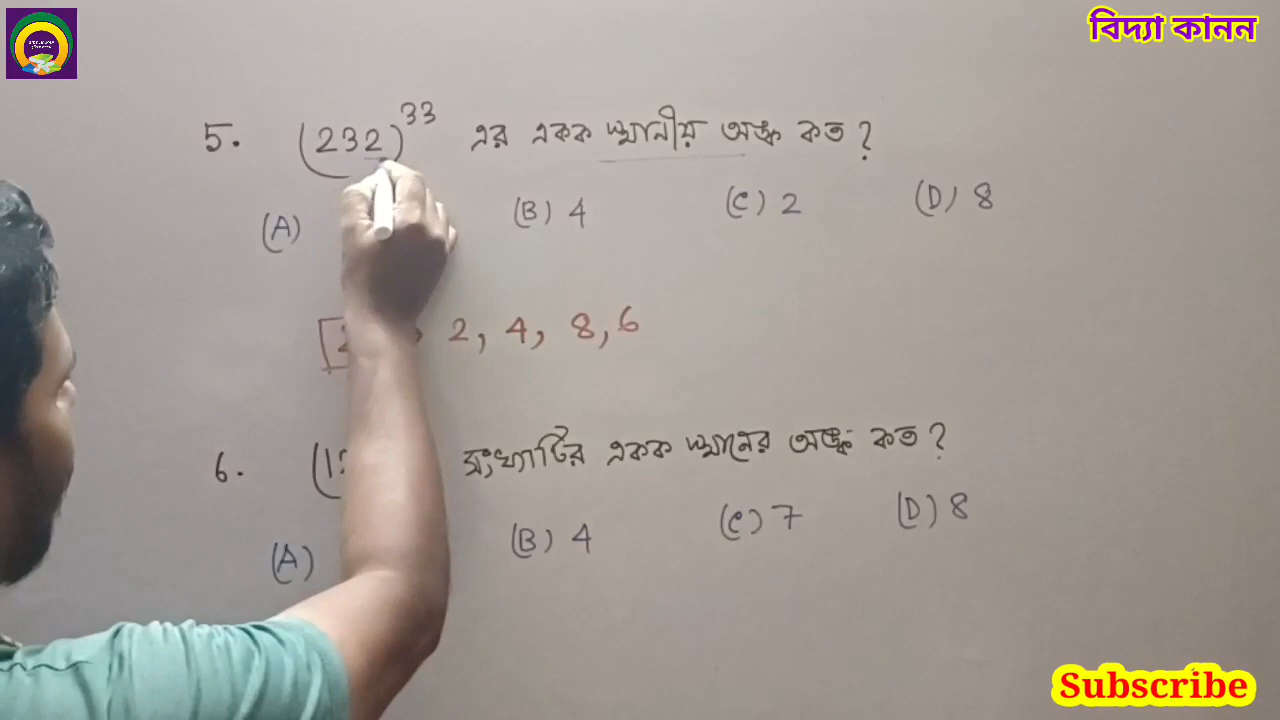 বিদ্যা কানন
5. (232)^33 এর একক স্থানীয় অঙ্ক কত ?
(A) (B) 4 (C) 2 (D) 8
2, 4, 8, 6
6. (1 সংখ্যাটির একক স্থানের অঙ্ক কত ?
(A) (B) 4 (C) 7 (D) 8
Subscribe